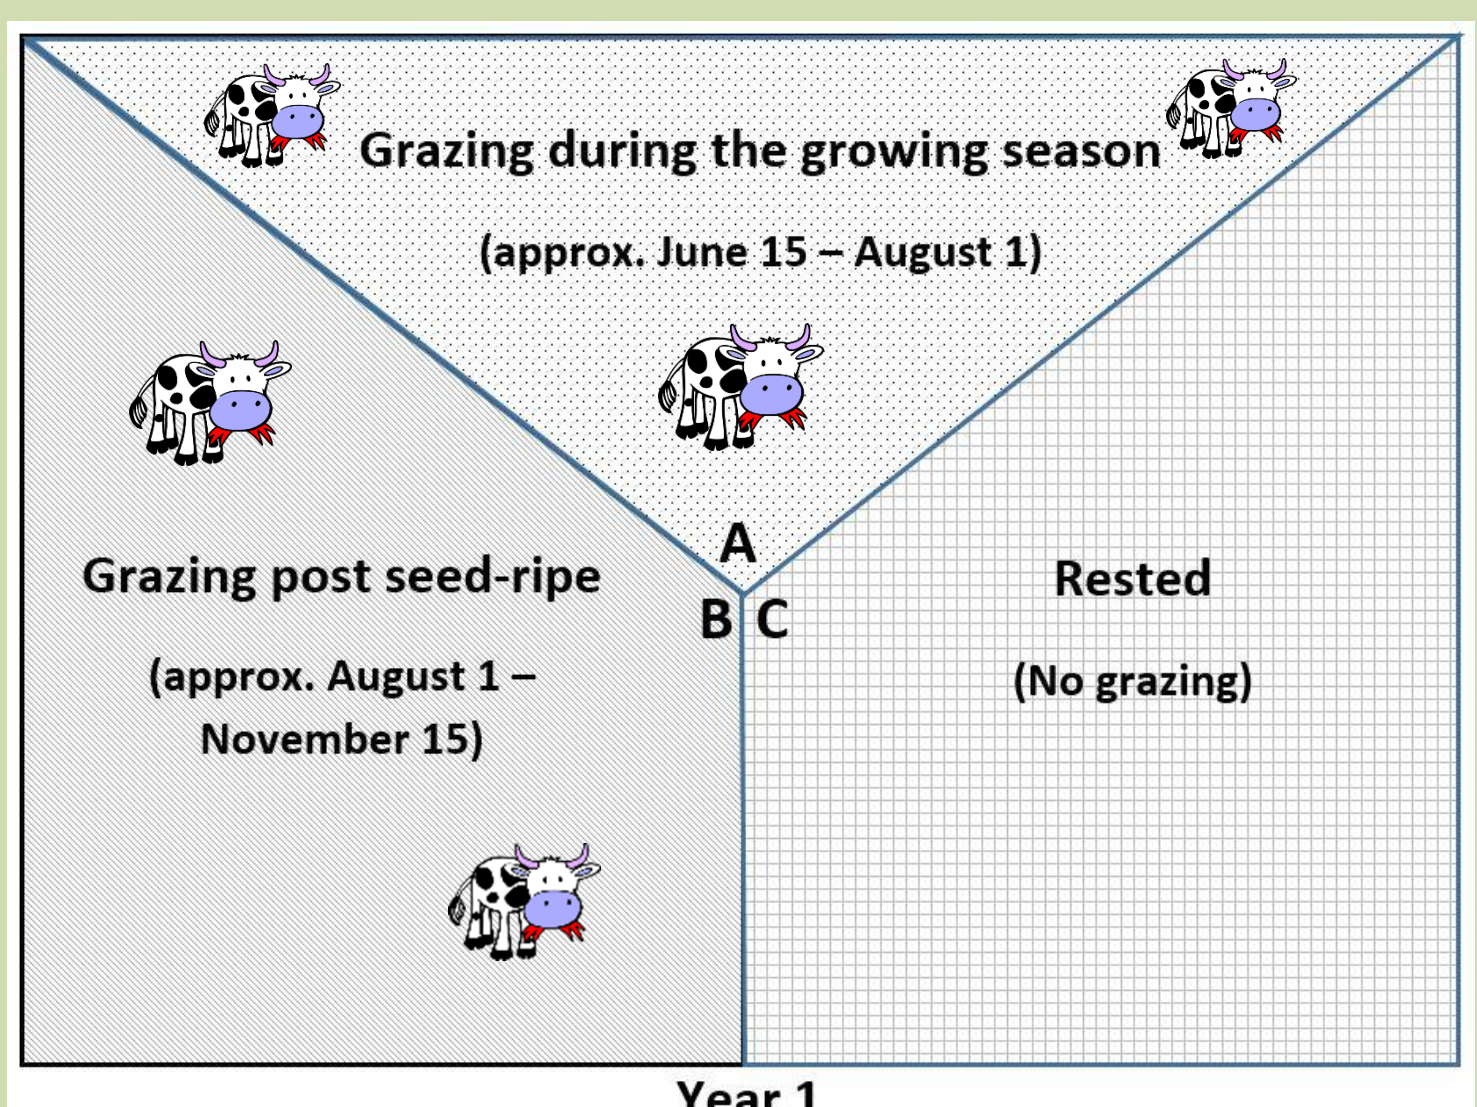 Grazing during the growing season
(approx. June 15 – August 1)
A
B C
Grazing post seed-ripe
(approx. August 1 –
November 15)
Rested
(No grazing)
Year 1